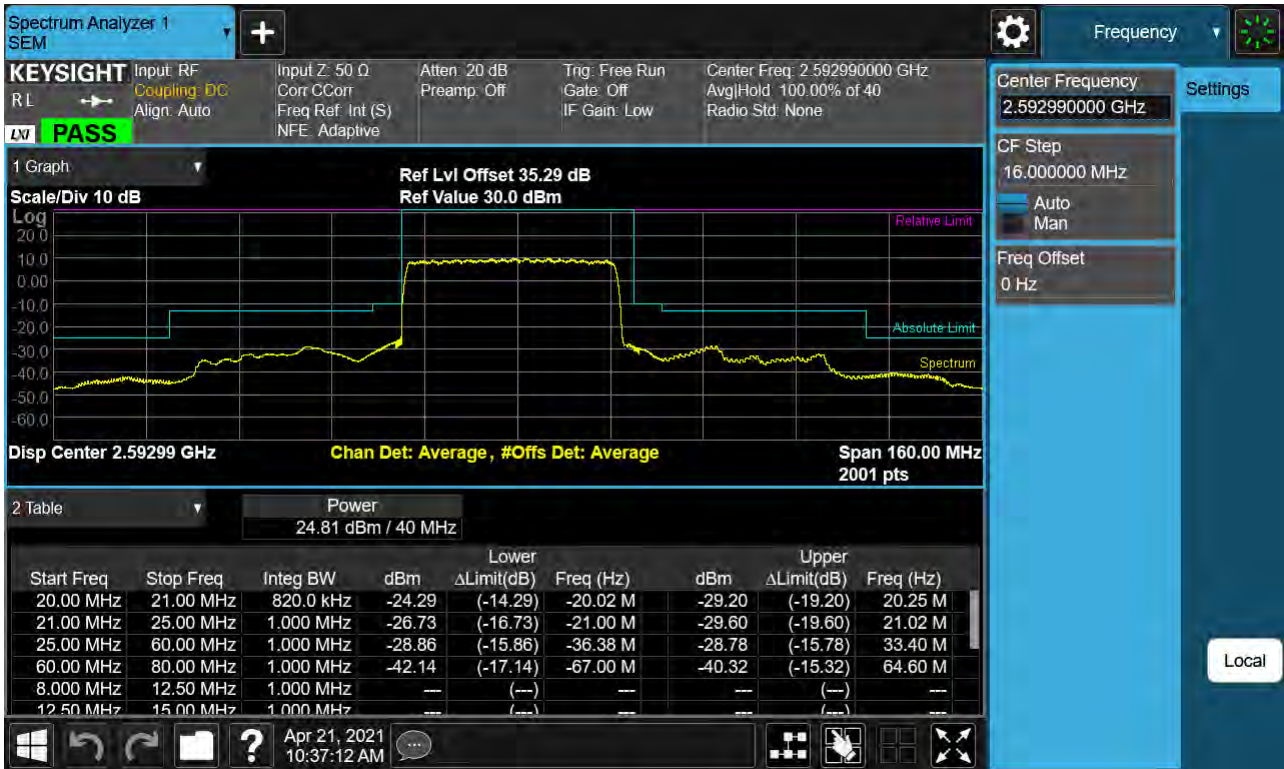 Spectrum Analyzer 1
SEM
Frequency
KEYSIGHT
R L
LXI
PASS
Input: RF
Coupling: DC
Align: Auto
Input Z: 50 Ω
Corr CCorr
Freq Ref: Int (S)
NFE: Adaptive
Atten: 20 dB
Preamp: Off
Trig: Free Run
Gate: Off
IF Gain: Low
Center Freq: 2.592990000 GHz
Avg|Hold: 100.00% of 40
Radio Std: None
Center Frequency
2.592990000 GHz
Settings
CF Step
16.000000 MHz
Auto
Man
Freq Offset
0 Hz
1 Graph
Ref Lvl Offset 35.29 dB
Scale/Div 10 dB
Ref Value 30.0 dBm
Log
Relative Limit
20.0
10.0
0.00
-10.0
-20.0
Absolute Limit
-30.0
Spectrum
-40.0
-50.0
-60.0
Disp Center 2.59299 GHz
Chan Det: Average, #Offs Det: Average
Span 160.00 MHz
2001 pts
2 Table
Power
24.81 dBm / 40 MHz
Lower Upper
Start Freq Stop Freq Integ BW dBm ΔLimit(dB) Freq (Hz) dBm ΔLimit(dB) Freq (Hz)
20.00 MHz 21.00 MHz 820.0 kHz -24.29 (-14.29) -20.02 M -29.20 (-19.20) 20.25 M
21.00 MHz 25.00 MHz 1.000 MHz -26.73 (-16.73) -21.00 M -29.60 (-19.60) 21.02 M
25.00 MHz 60.00 MHz 1.000 MHz -28.86 (-15.86) -36.38 M -28.78 (-15.78) 33.40 M
60.00 MHz 80.00 MHz 1.000 MHz -42.14 (-17.14) -67.00 M -40.32 (-15.32) 64.60 M
8.000 MHz 12.50 MHz 1.000 MHz --- (---) --- --- (---) ---
12.50 MHz 15.00 MHz 1.000 MHz --- (---) --- --- (---) ---
Local
Apr 21, 2021
10:37:12 AM